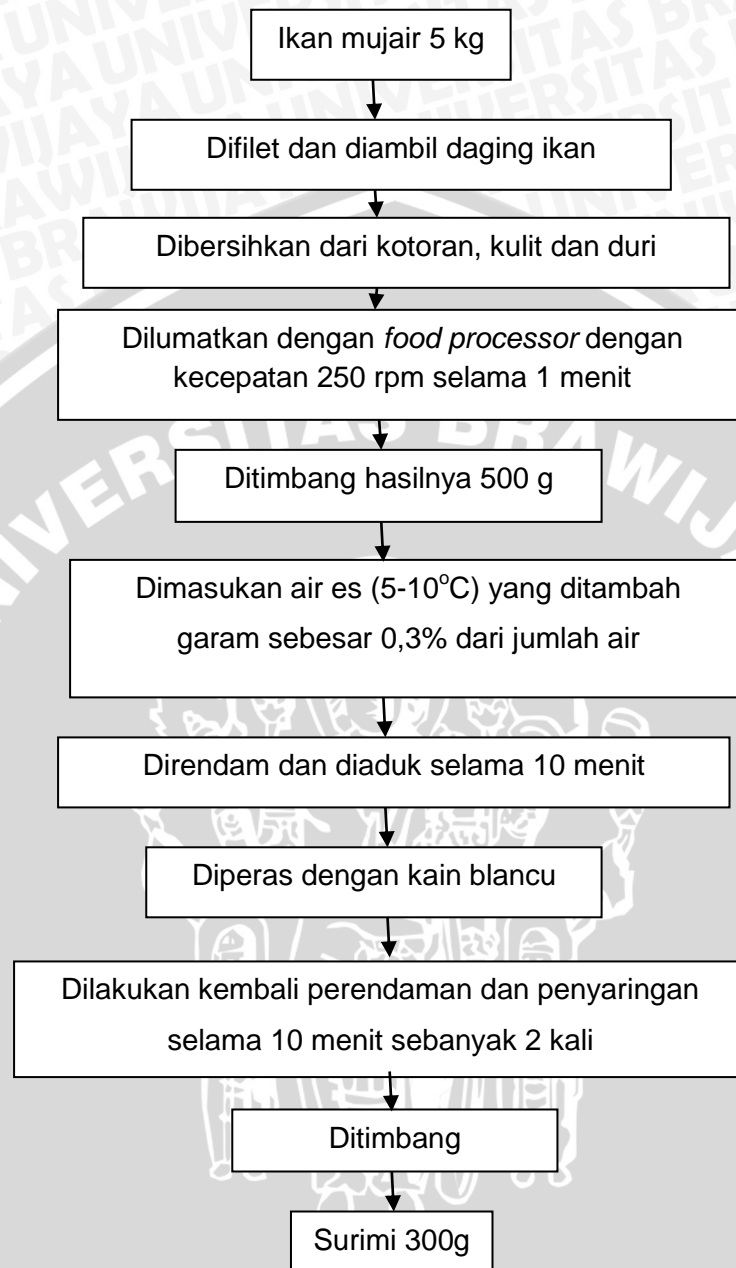 Ikan mujair 5 kg
Difilet dan diambil daging ikan
Dibersihkan dari kotoran, kulit dan duri
Dilumatkan dengan food processor dengan
kecepatan 250 rpm selama 1 menit
Ditimbang hasilnya 500 g
Dimasukan air es (5-10°C) yang ditambah
garam sebesar 0,3% dari jumlah air
Direndam dan diaduk selama 10 menit
Diperas dengan kain blancu
Dilakukan kembali perendaman dan penyaringan
selama 10 menit sebanyak 2 kali
Ditimbang
Surimi 300g